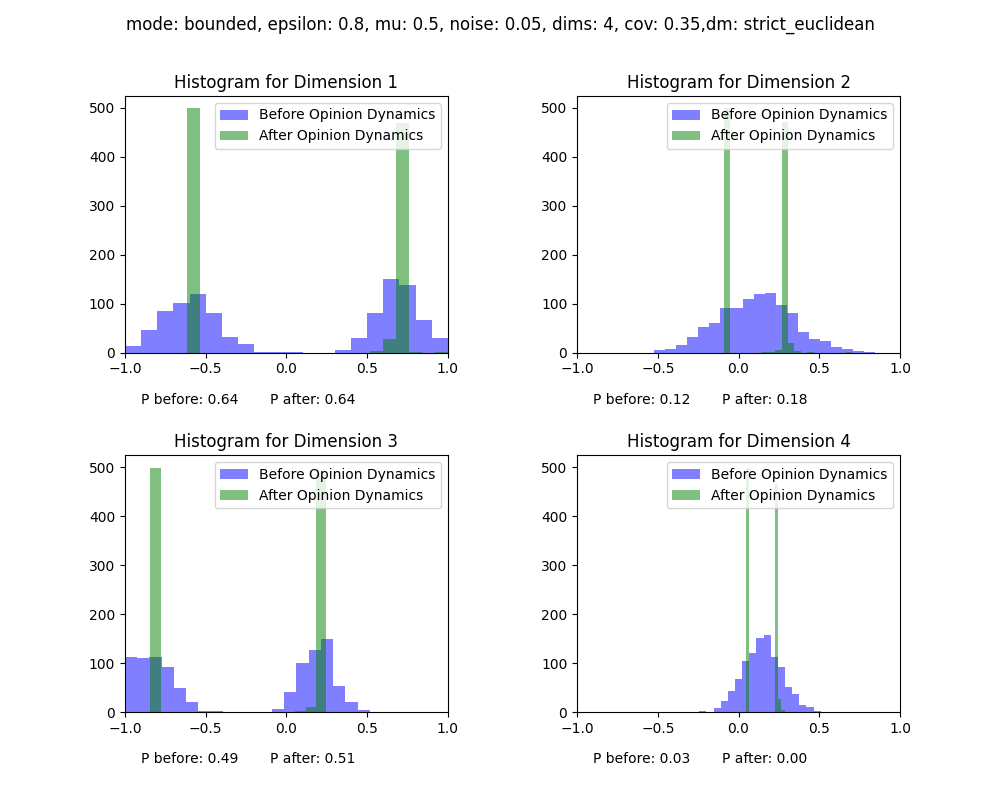 mode: bounded, epsilon: 0.8, mu: 0.5, noise: 0.05, dims: 4, cov: 0.35,dm: strict_euclidean
Histogram for Dimension 1
Before Opinion Dynamics
After Opinion Dynamics
500
400
300
200
100
0
−1.0 −0.5 0.0 0.5 1.0
P before: 0.64 P after: 0.64
Histogram for Dimension 2
Before Opinion Dynamics
After Opinion Dynamics
500
400
300
200
100
0
−1.0 −0.5 0.0 0.5 1.0
P before: 0.12 P after: 0.18
Histogram for Dimension 3
Before Opinion Dynamics
After Opinion Dynamics
500
400
300
200
100
0
−1.0 −0.5 0.0 0.5 1.0
P before: 0.49 P after: 0.51
Histogram for Dimension 4
Before Opinion Dynamics
After Opinion Dynamics
500
400
300
200
100
0
−1.0 −0.5 0.0 0.5 1.0
P before: 0.03 P after: 0.00